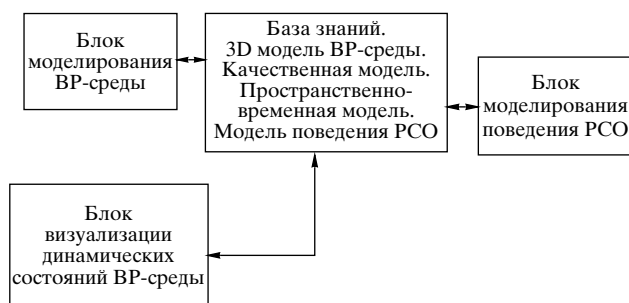 Блок
моделирования
ВР-среды
База знаний.
3D модель ВР-среды.
Качественная модель.
Пространственно-
временная модель.
Модель поведения РСО
Блок
моделирования
поведения РСО
Блок
визуализации
динамических
состояний ВР-среды